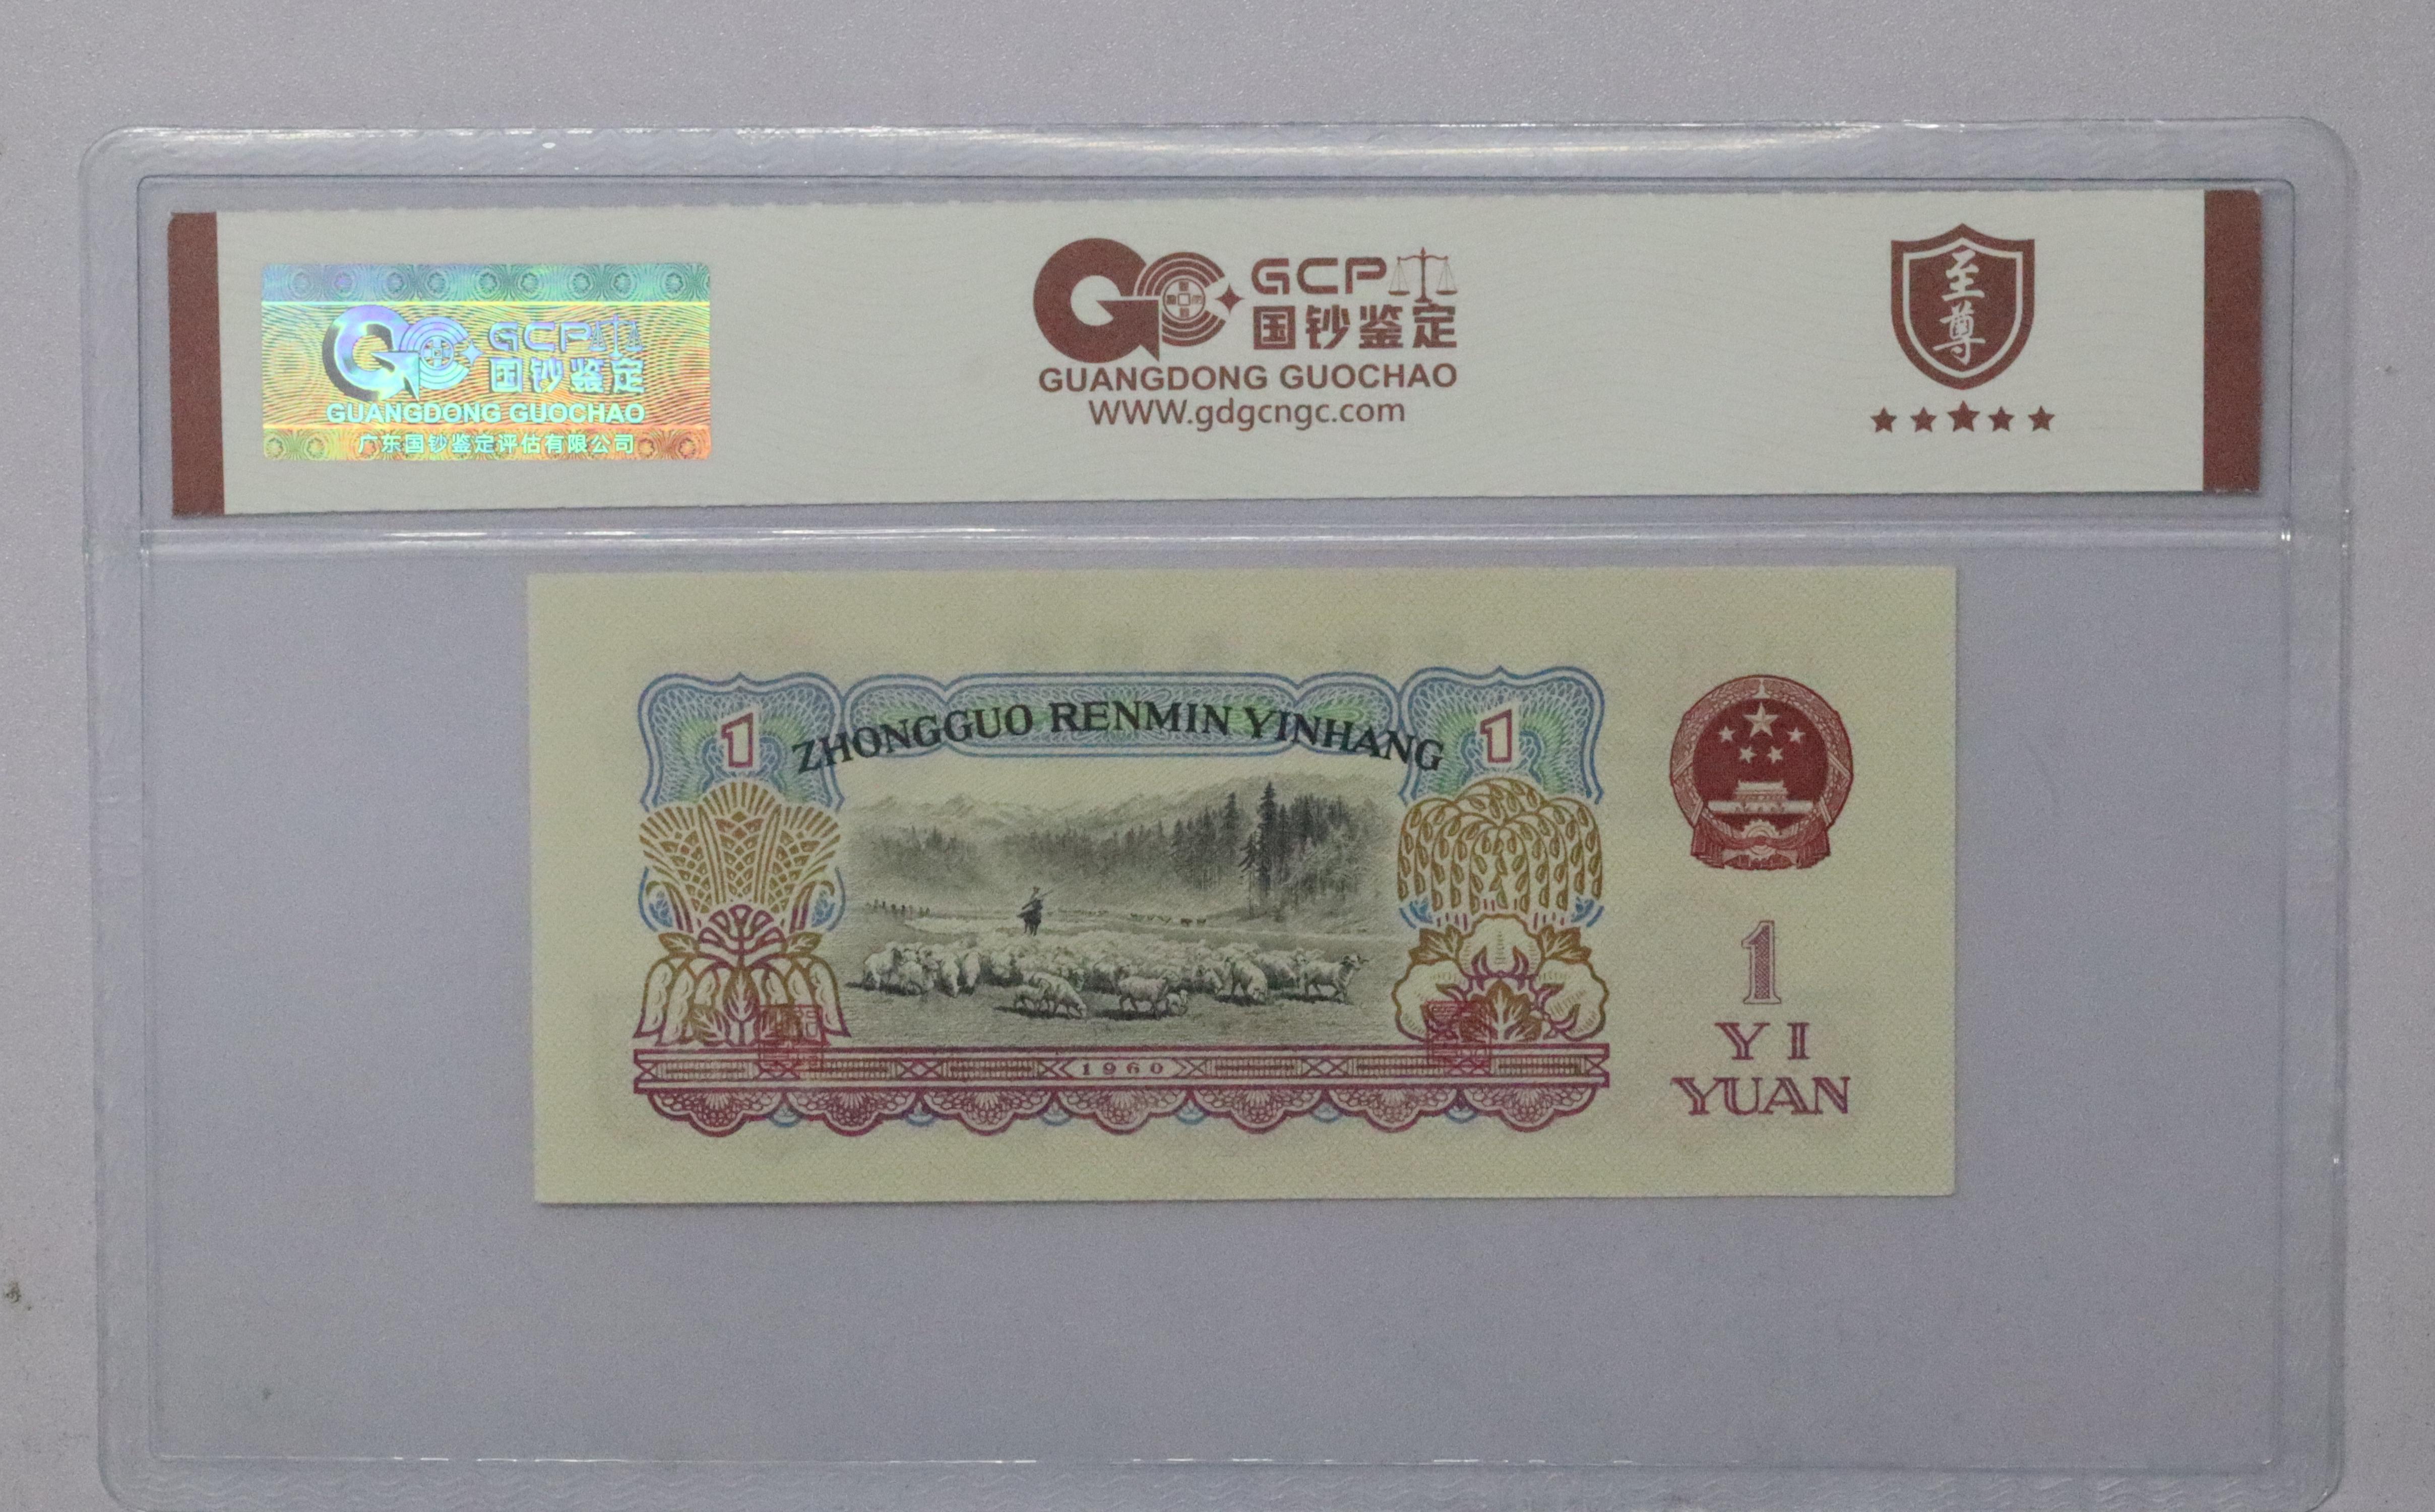 GCP
国钞鉴定
GUANGDONG GUOCHAO
广东国钞鉴定评估有限公司
GCP
国钞鉴定
GUANGDONG GUOCHAO
WWW.gdgcngc.com
至尊
1
ZHONGGUO RENMIN YINHANG
1
1960
1
YI
YUAN